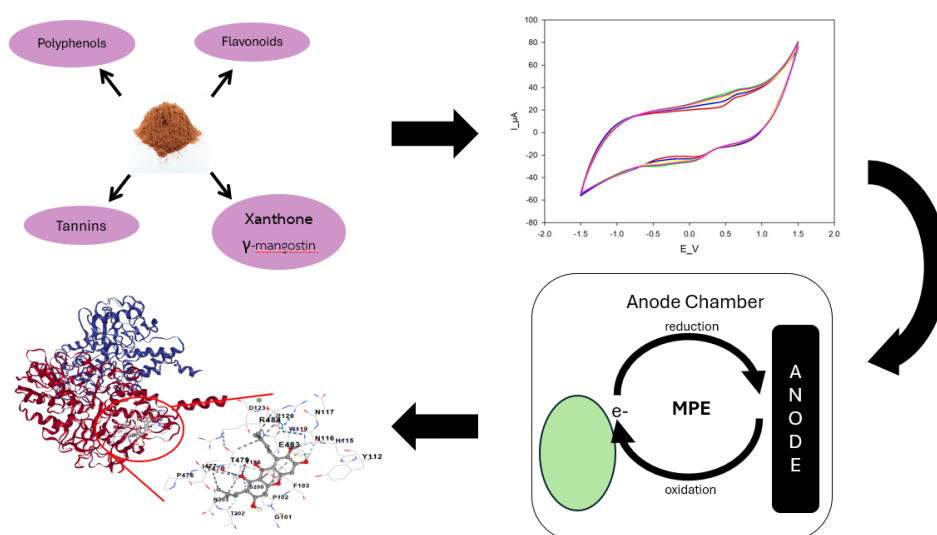 Polyphenols
Flavonoids
Tannins
Xanthone
γ-mangostin
I_µA
100
80
60
40
20
0
-20
-40
-60
-80
-2.0 -1.5 -1.0 -0.5 0.0 0.5 1.0 1.5 2.0
E_V
Anode Chamber
reduction
e-
MPE
oxidation
A
N
O
D
E
D123
N117
R484
W119
E483
N116
H115
Y112
T479
P476
F103
P102
G101
T202